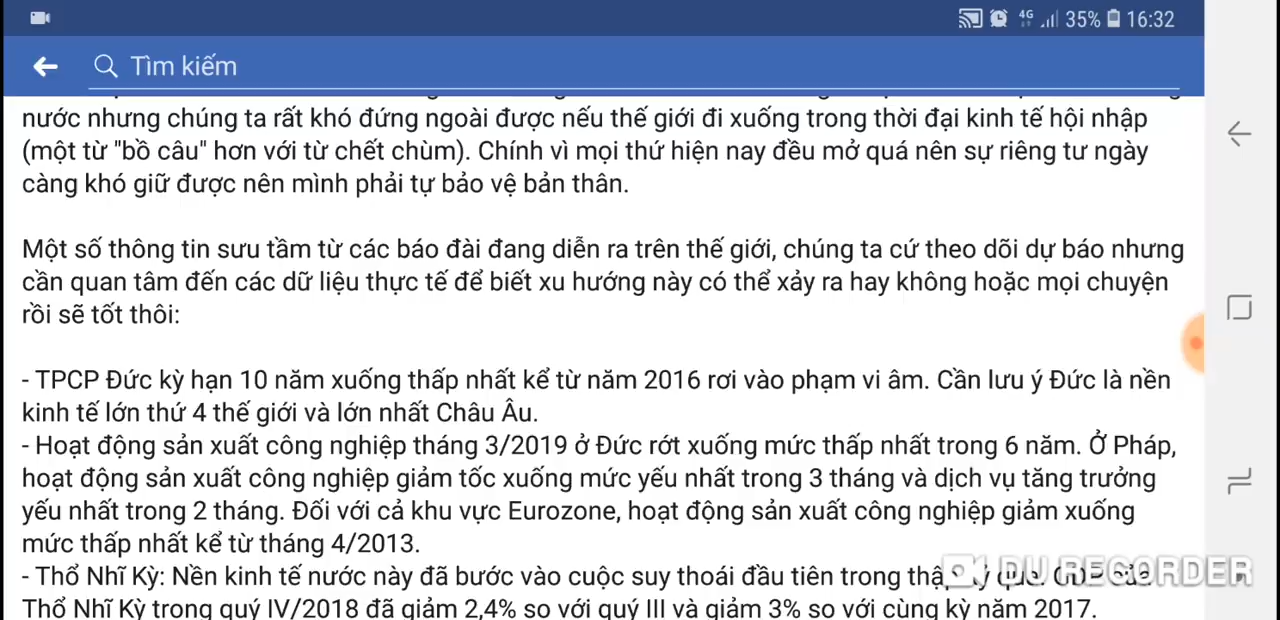 4G 35% 16:32
Tìm kiếm
nước nhưng chúng ta rất khó đứng ngoài được nếu thế giới đi xuống trong thời đại kinh tế hội nhập
(một từ "bồ câu" hơn với từ chết chùm). Chính vì mọi thứ hiện nay đều mở quá nên sự riêng tư ngày
càng khó giữ được nên mình phải tự bảo vệ bản thân.
Một số thông tin sưu tầm từ các báo đài đang diễn ra trên thế giới, chúng ta cứ theo dõi dự báo nhưng
cần quan tâm đến các dữ liệu thực tế để biết xu hướng này có thể xảy ra hay không hoặc mọi chuyện
rồi sẽ tốt thôi:
- TPCP Đức kỳ hạn 10 năm xuống thấp nhất kể từ năm 2016 rơi vào phạm vi âm. Cần lưu ý Đức là nền
kinh tế lớn thứ 4 thế giới và lớn nhất Châu Âu.
- Hoạt động sản xuất công nghiệp tháng 3/2019 ở Đức rớt xuống mức thấp nhất trong 6 năm. Ở Pháp,
hoạt động sản xuất công nghiệp giảm tốc xuống mức yếu nhất trong 3 tháng và dịch vụ tăng trưởng
yếu nhất trong 2 tháng. Đối với cả khu vực Eurozone, hoạt động sản xuất công nghiệp giảm xuống
mức thấp nhất kể từ tháng 4/2013.
- Thổ Nhĩ Kỳ: Nền kinh tế nước này đã bước vào cuộc suy thoái đầu tiên trong thập kỷ qua. GDP của
Thổ Nhĩ Kỳ trong quý IV/2018 đã giảm 2,4% so với quý III và giảm 3% so với cùng kỳ năm 2017.
DU RECORDER